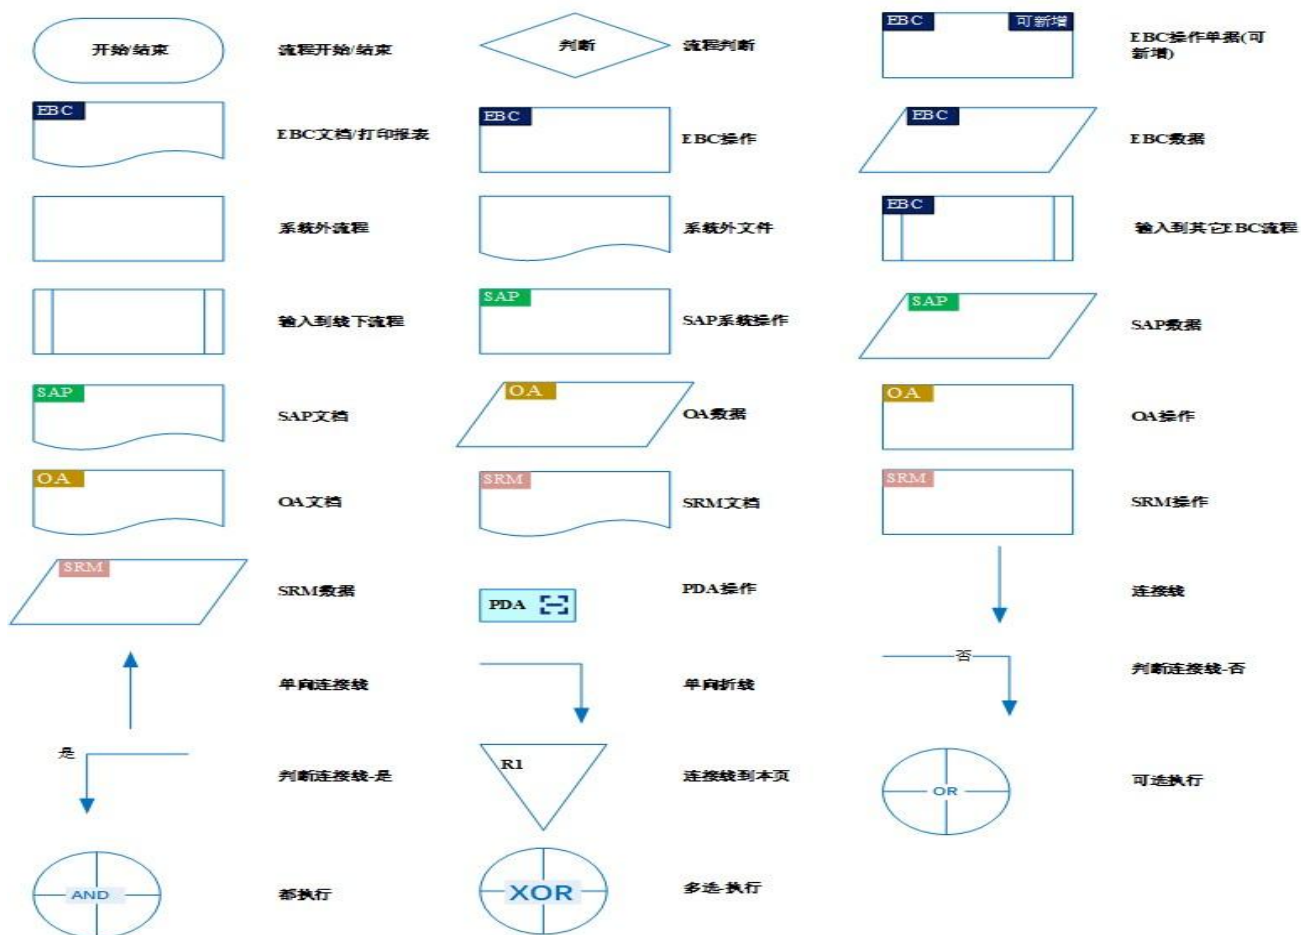 开始/结束
流程开始/结束
判断
流程判断
EBC
可新增
EBC操作单据(可
新增)
EBC
EBC文档/打印报表
EBC
EBC操作
EBC
EBC数据
系统外流程
系统外文件
EBC
输入到其它EBC流程
输入到线下流程
SAP
SAP系统操作
SAP
SAP数据
SAP
SAP文档
OA
OA数据
OA
OA操作
OA
OA文档
SRM
SRM文档
SRM
SRM操作
SRM
SRM数据
PDA
PDA操作
连接线
单向连接线
单向折线
否
判断连接线-否
是
判断连接线-是
R1
连接线到本页
OR
可选执行
AND
都执行
XOR
多选-执行